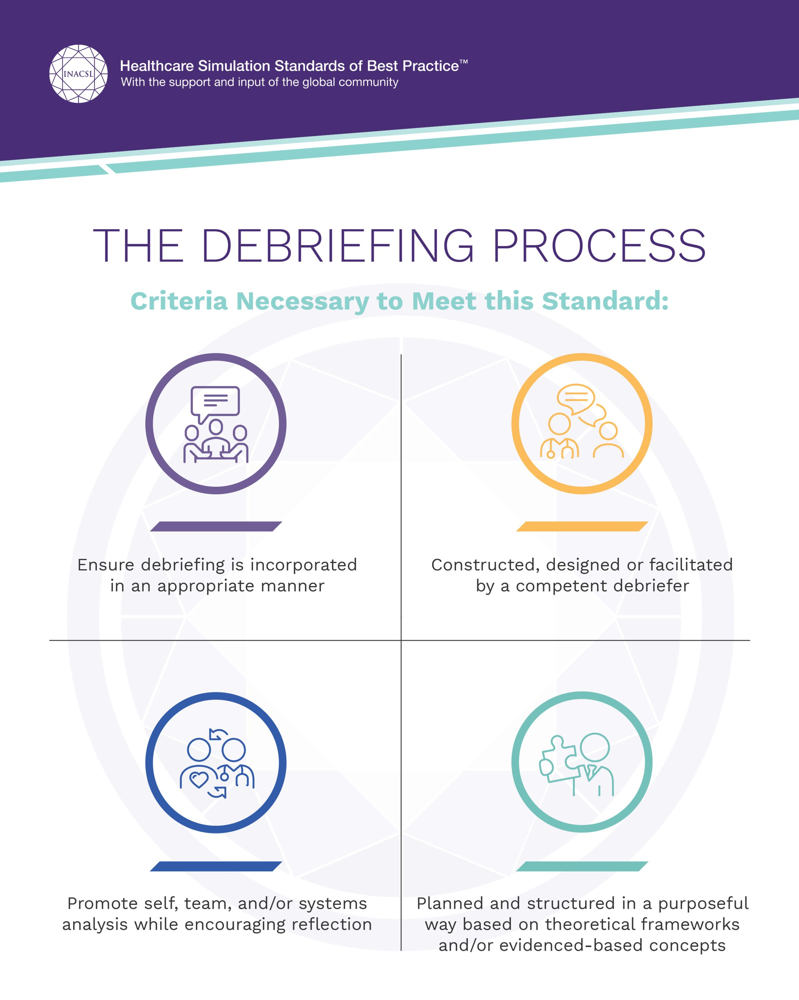 INACSL
Healthcare Simulation Standards of Best Practice™
With the support and input of the global community
THE DEBRIEFING PROCESS
Criteria Necessary to Meet this Standard:
Ensure debriefing is incorporated
in an appropriate manner
Constructed, designed or facilitated
by a competent debriefer
Promote self, team, and/or systems
analysis while encouraging reflection
Planned and structured in a purposeful
way based on theoretical frameworks
and/or evidenced-based concepts